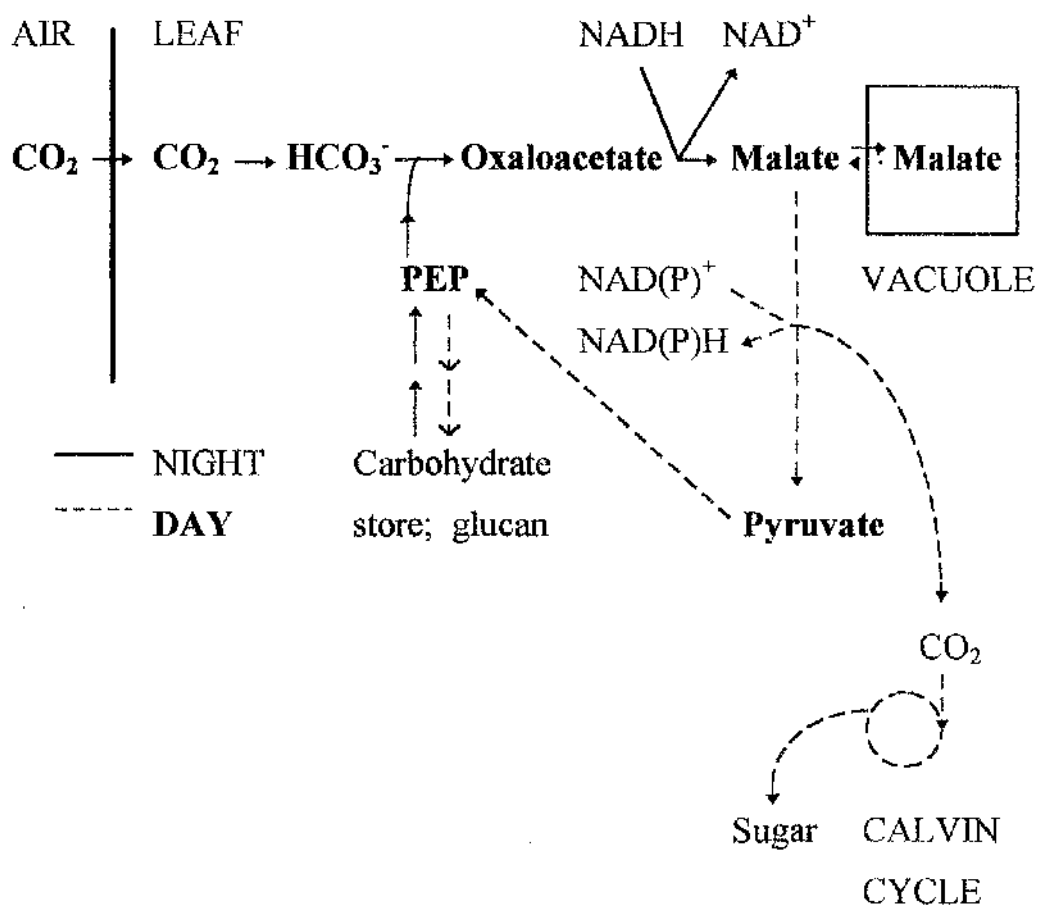 AIR LEAF NADH NAD⁺
CO₂ CO₂ HCO₃⁻ Oxaloacetate Malate Malate
PEP NAD(P)⁺ VACUOLE
NAD(P)H
NIGHT Carbohydrate
DAY store; glucan Pyruvate
CO₂
Sugar CALVIN
CYCLE